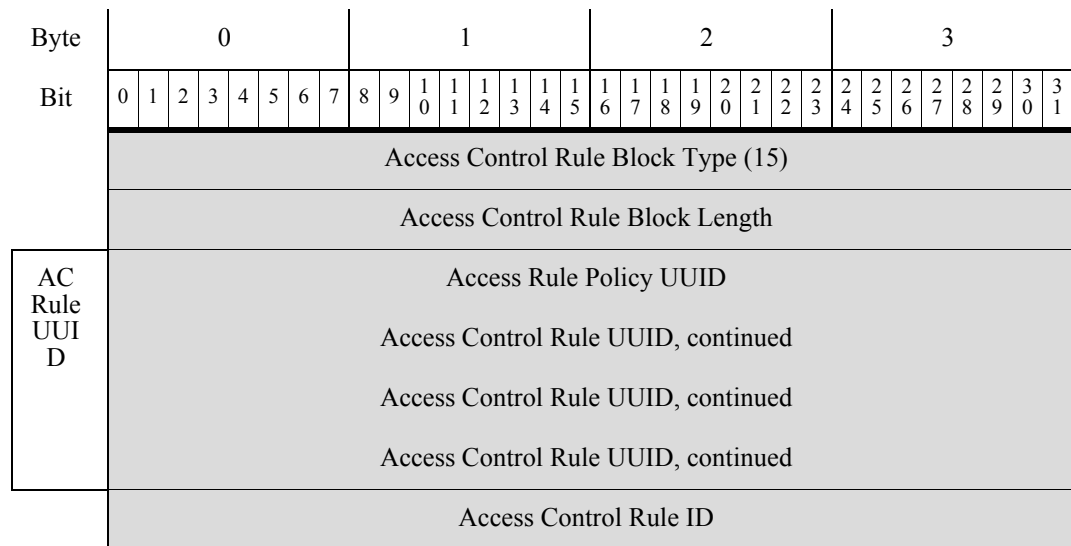 Byte 0 1 2 3
Bit 0 1 2 3 4 5 6 7 8 9 10 11 12 13 14 15 16 17 18 19 20 21 22 23 24 25 26 27 28 29 30 31
Access Control Rule Block Type (15)
Access Control Rule Block Length
AC
Rule
UUI
D
Access Rule Policy UUID
Access Control Rule UUID, continued
Access Control Rule UUID, continued
Access Control Rule UUID, continued
Access Control Rule ID